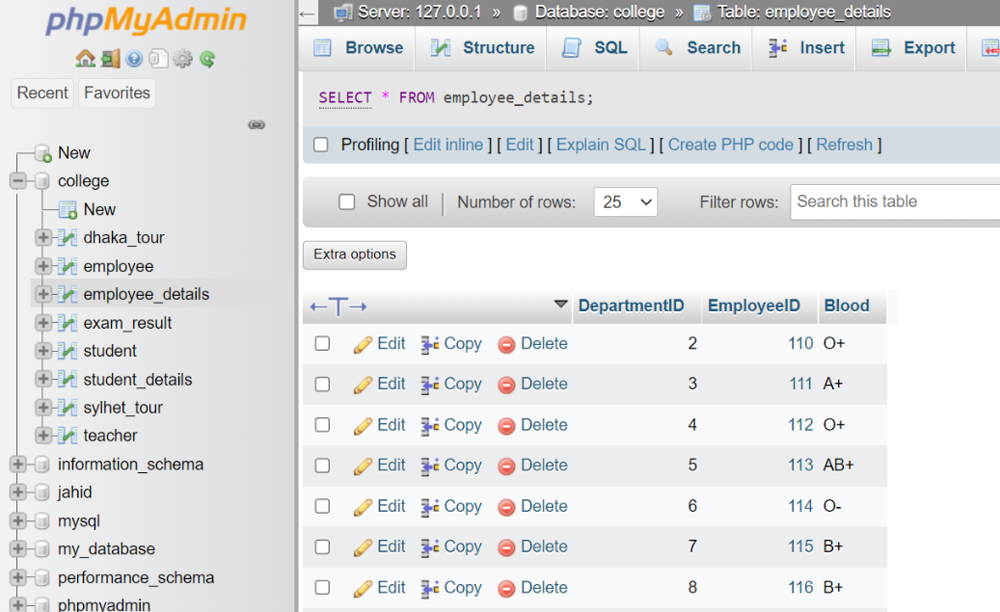 phpMyAdmin
Recent Favorites
New
college
New
dhaka_tour
employee
employee_details
exam_result
student
student_details
sylhet_tour
teacher
information_schema
jahid
mysql
my_database
performance_schema
phpmyadmin
Server: 127.0.0.1 » Database: college » Table: employee_details
Browse Structure SQL Search Insert Export
SELECT * FROM employee_details;
Profiling [ Edit inline ] [ Edit ] [ Explain SQL ] [ Create PHP code ] [ Refresh ]
Show all | Number of rows: 25 Filter rows: Search this table
Extra options
←T→ DepartmentID EmployeeID Blood
Edit Copy Delete 2 110 O+
Edit Copy Delete 3 111 A+
Edit Copy Delete 4 112 O+
Edit Copy Delete 5 113 AB+
Edit Copy Delete 6 114 O-
Edit Copy Delete 7 115 B+
Edit Copy Delete 8 116 B+